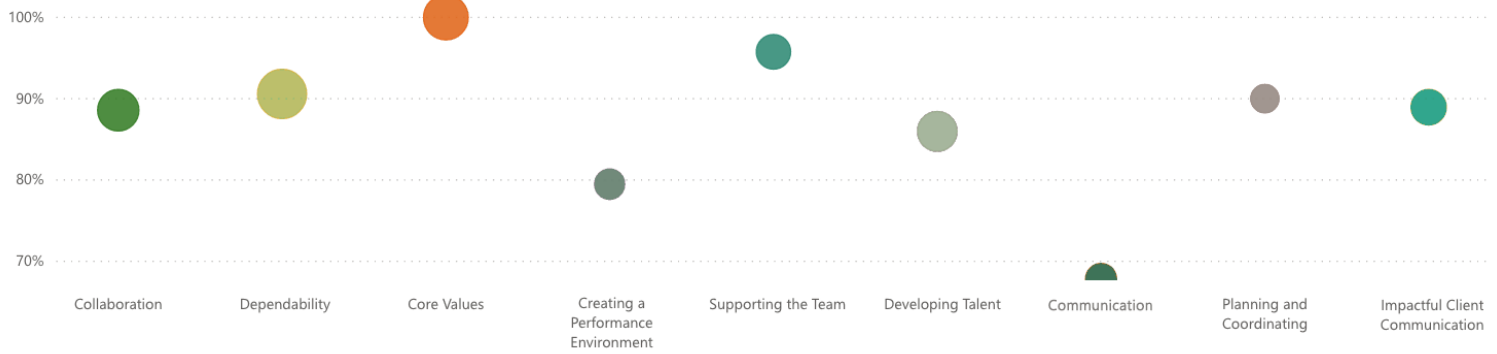 100%
90%
80%
70%
Collaboration
Dependability
Core Values
Creating a
Performance
Environment
Supporting the Team
Developing Talent
Communication
Planning and
Coordinating
Impactful Client
Communication